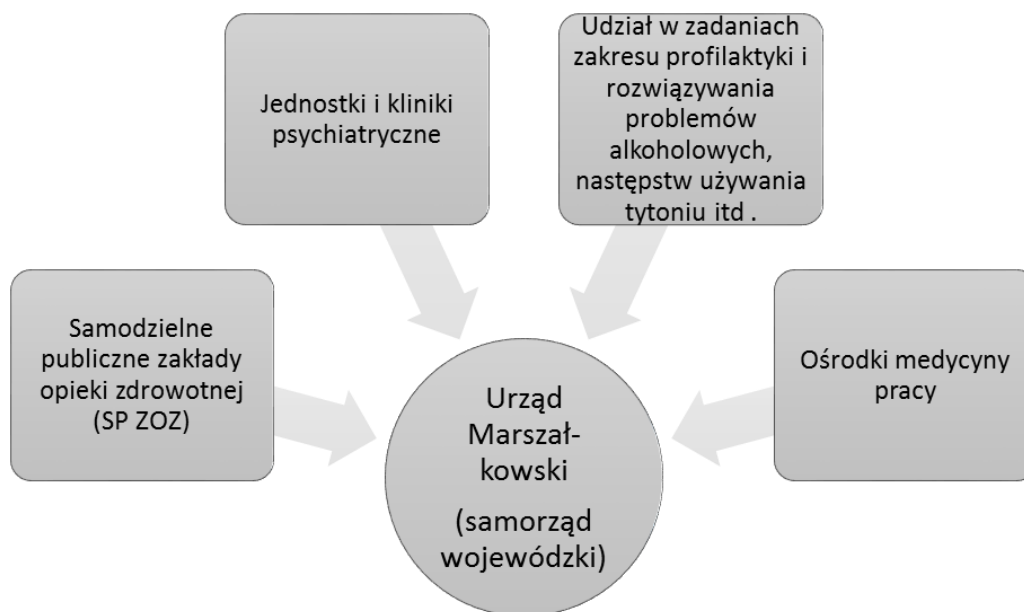 Jednostki i kliniki
psychiatryczne
Udział w zadaniach
zakresu profilaktyki i
rozwiązywania
problemów
alkoholowych,
następstw używania
tytoniu itd .
Samodzielne
publiczne zakłady
opieki zdrowotnej
(SP ZOZ)
Ośrodki medycyny
pracy
Urząd
Marszał-
kowski
(samorząd
wojewódzki)